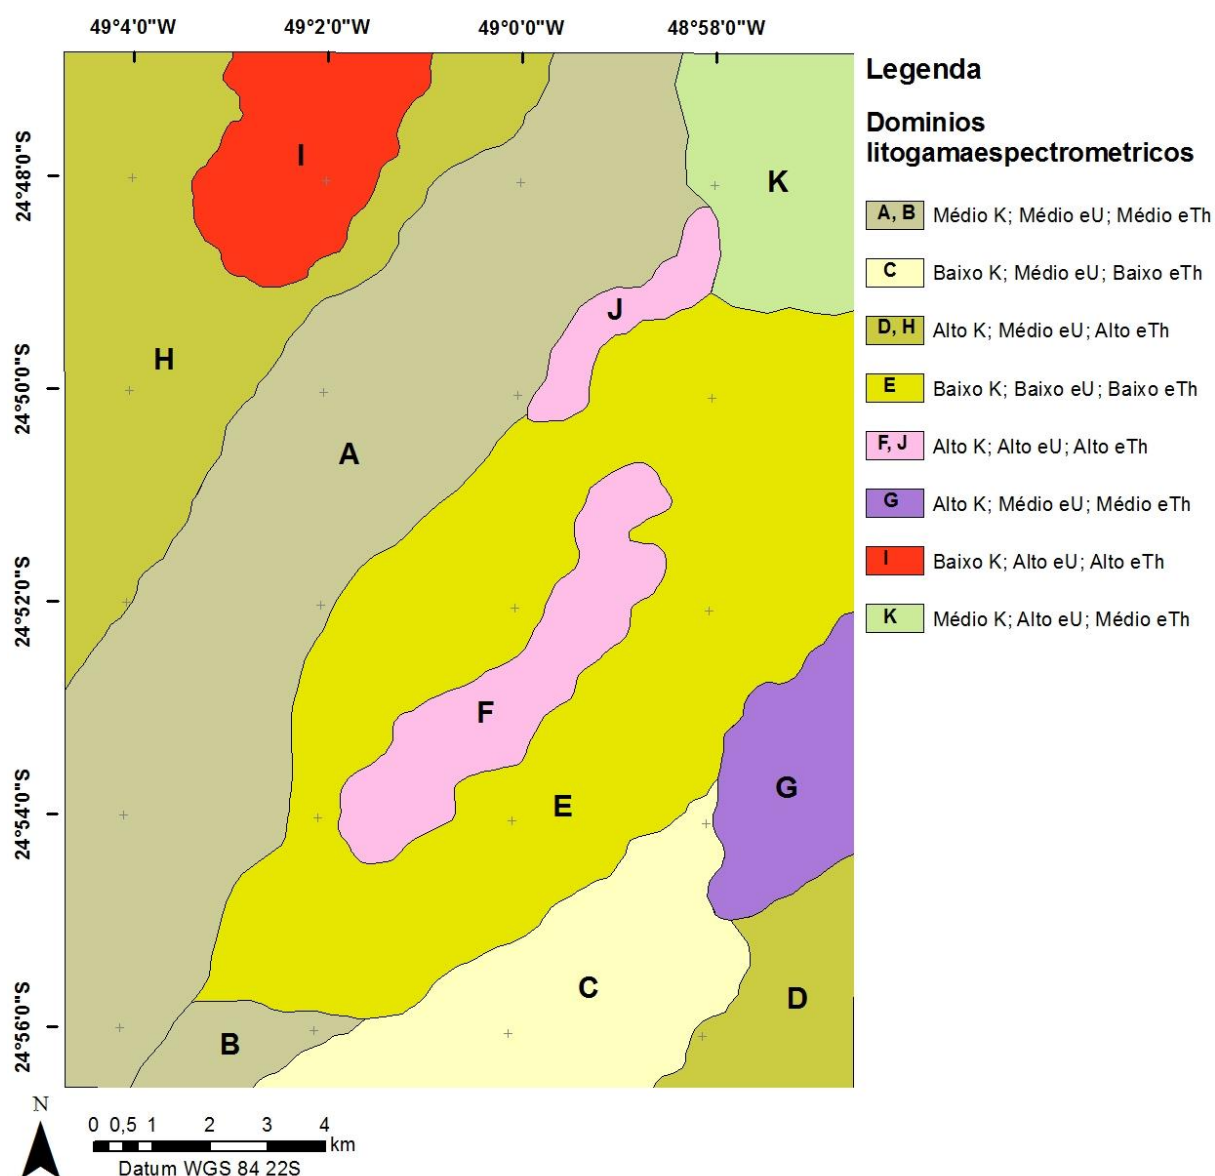 49°4'0"W 49°2'0"W 49°0'0"W 48°58'0"W
24°48'0"S
24°50'0"S
24°52'0"S
24°54'0"S
24°56'0"S
I
K
J
H
A
F
G
E
C
D
B
Legenda
Dominios
litogamaespectrometricos
A, B Médio K; Médio eU; Médio eTh
C Baixo K; Médio eU; Baixo eTh
D, H Alto K; Médio eU; Alto eTh
E Baixo K; Baixo eU; Baixo eTh
F, J Alto K; Alto eU; Alto eTh
G Alto K; Médio eU; Médio eTh
I Baixo K; Alto eU; Alto eTh
K Médio K; Alto eU; Médio eTh
N
0 0,5 1 2 3 4
km
Datum WGS 84 22S